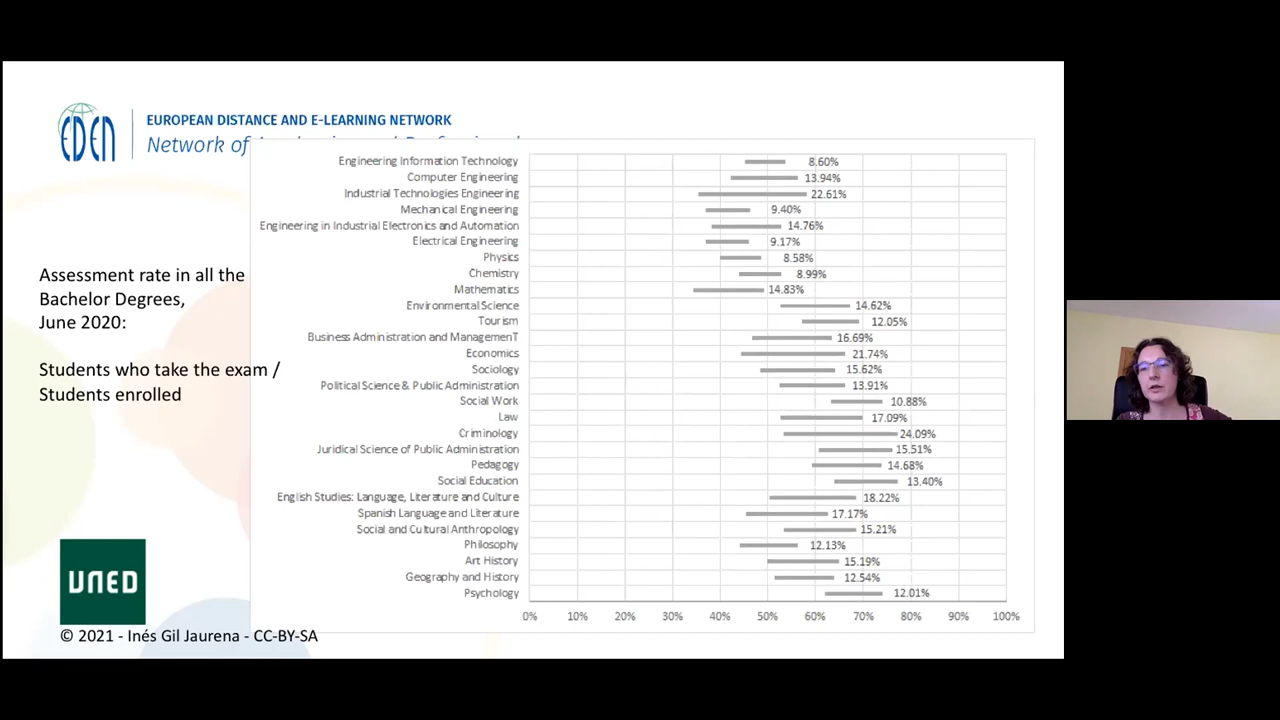 EDEN
EUROPEAN DISTANCE AND E-LEARNING NETWORK
Network of
Assessment rate in all the
Bachelor Degrees,
June 2020:
Students who take the exam /
Students enrolled
Engineering Information Technology 8.60%
Computer Engineering 13.94%
Industrial Technologies Engineering 22.61%
Mechanical Engineering 9.40%
Engineering in Industrial Electronics and Automation 14.76%
Electrical Engineering 9.17%
Physics 8.58%
Chemistry 8.99%
Mathematics 14.83%
Environmental Science 14.62%
Tourism 12.05%
Business Administration and ManagemenT 16.69%
Economics 21.74%
Sociology 15.62%
Political Science & Public Administration 13.91%
Social Work 10.88%
Law 17.09%
Criminology 24.09%
Juridical Science of Public Administration 15.51%
Pedagogy 14.68%
Social Education 13.40%
English Studies: Language, Literature and Culture 18.22%
Spanish Language and Literature 17.17%
Social and Cultural Anthropology 15.21%
Philosophy 12.13%
Art History 15.19%
Geography and History 12.54%
Psychology 12.01%
0% 10% 20% 30% 40% 50% 60% 70% 80% 90% 100%
UNED
© 2021 - Inés Gil Jaurena - CC-BY-SA